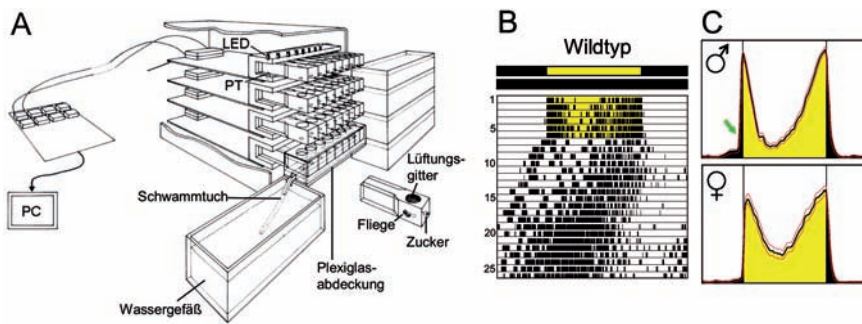 A
LED
PT
PC
Schwammtuch
Wassergefäß
Plexiglas-
abdeckung
Fliege
Lüftungs-
gitter
Zucker
B
Wildtyp
1
5
10
15
20
25
C
♂
♀